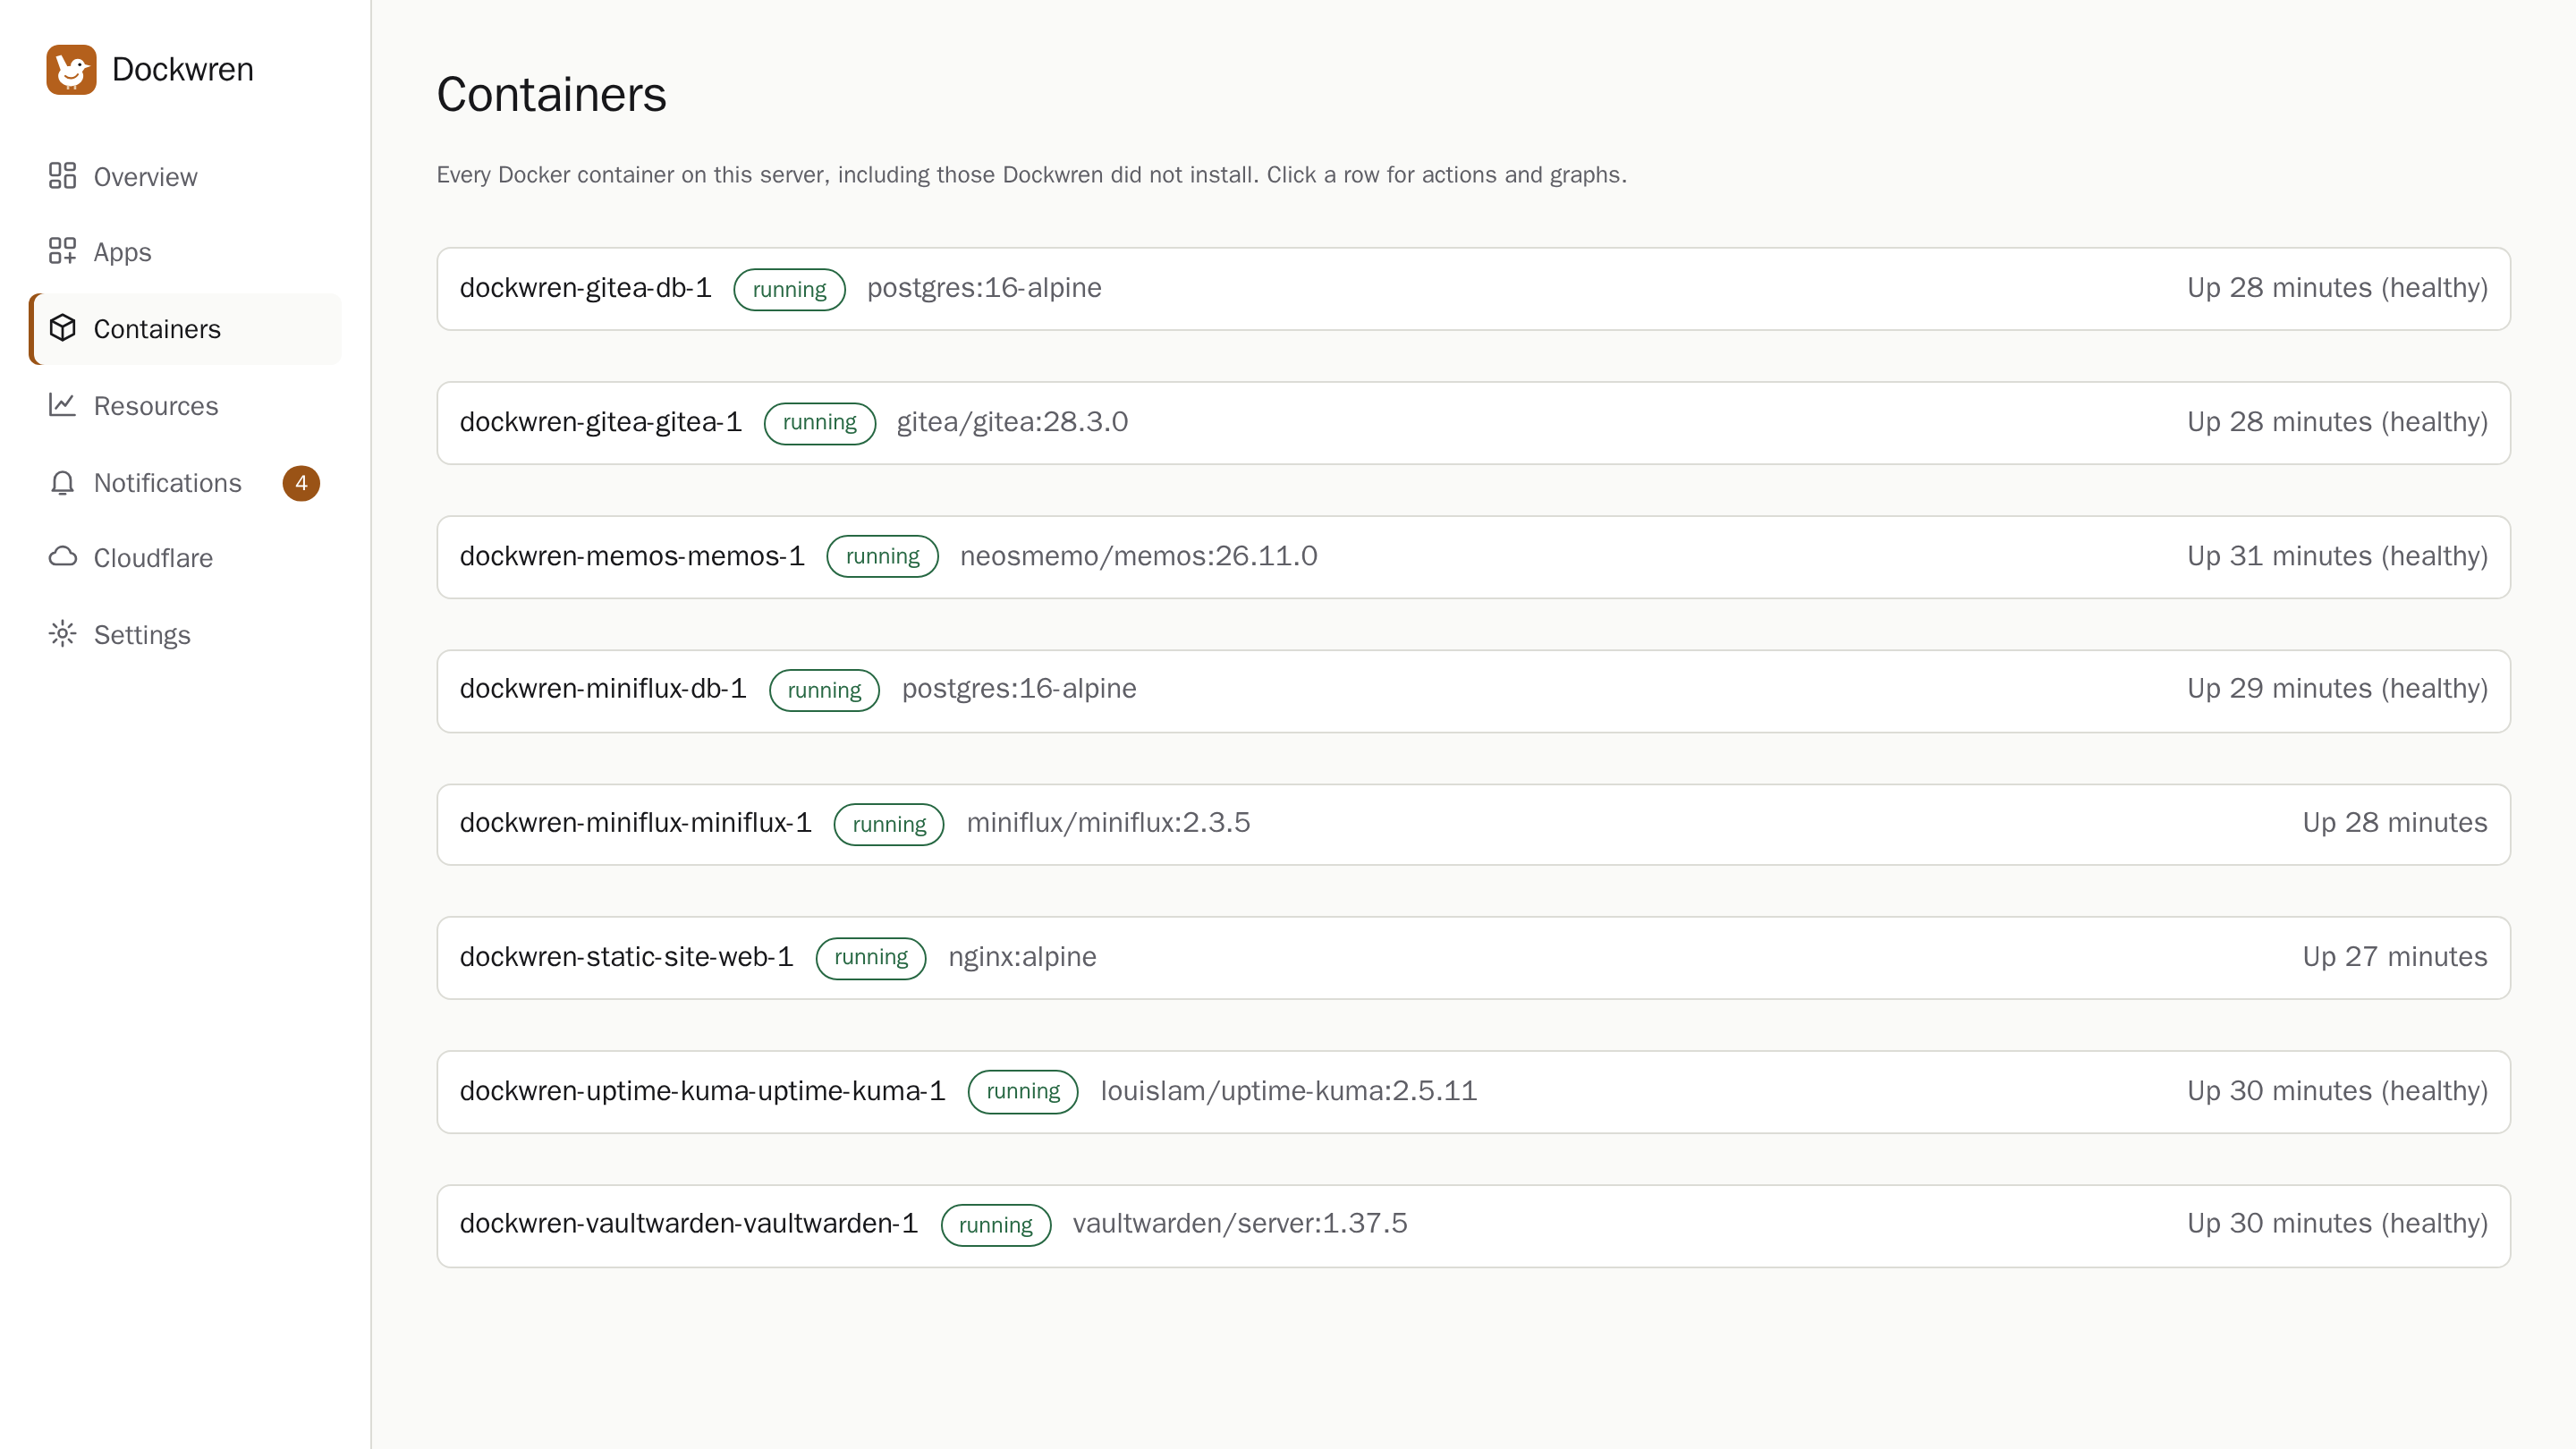 Dockwren
Overview
Apps
Containers
Resources
Notifications 4
Cloudflare
Settings
Containers
Every Docker container on this server, including those Dockwren did not install. Click a row for actions and graphs.
dockwren-gitea-db-1 running postgres:16-alpine Up 28 minutes (healthy)
dockwren-gitea-gitea-1 running gitea/gitea:28.3.0 Up 28 minutes (healthy)
dockwren-memos-memos-1 running neosmemo/memos:26.11.0 Up 31 minutes (healthy)
dockwren-miniflux-db-1 running postgres:16-alpine Up 29 minutes (healthy)
dockwren-miniflux-miniflux-1 running miniflux/miniflux:2.3.5 Up 28 minutes
dockwren-static-site-web-1 running nginx:alpine Up 27 minutes
dockwren-uptime-kuma-uptime-kuma-1 running louislam/uptime-kuma:2.5.11 Up 30 minutes (healthy)
dockwren-vaultwarden-vaultwarden-1 running vaultwarden/server:1.37.5 Up 30 minutes (healthy)